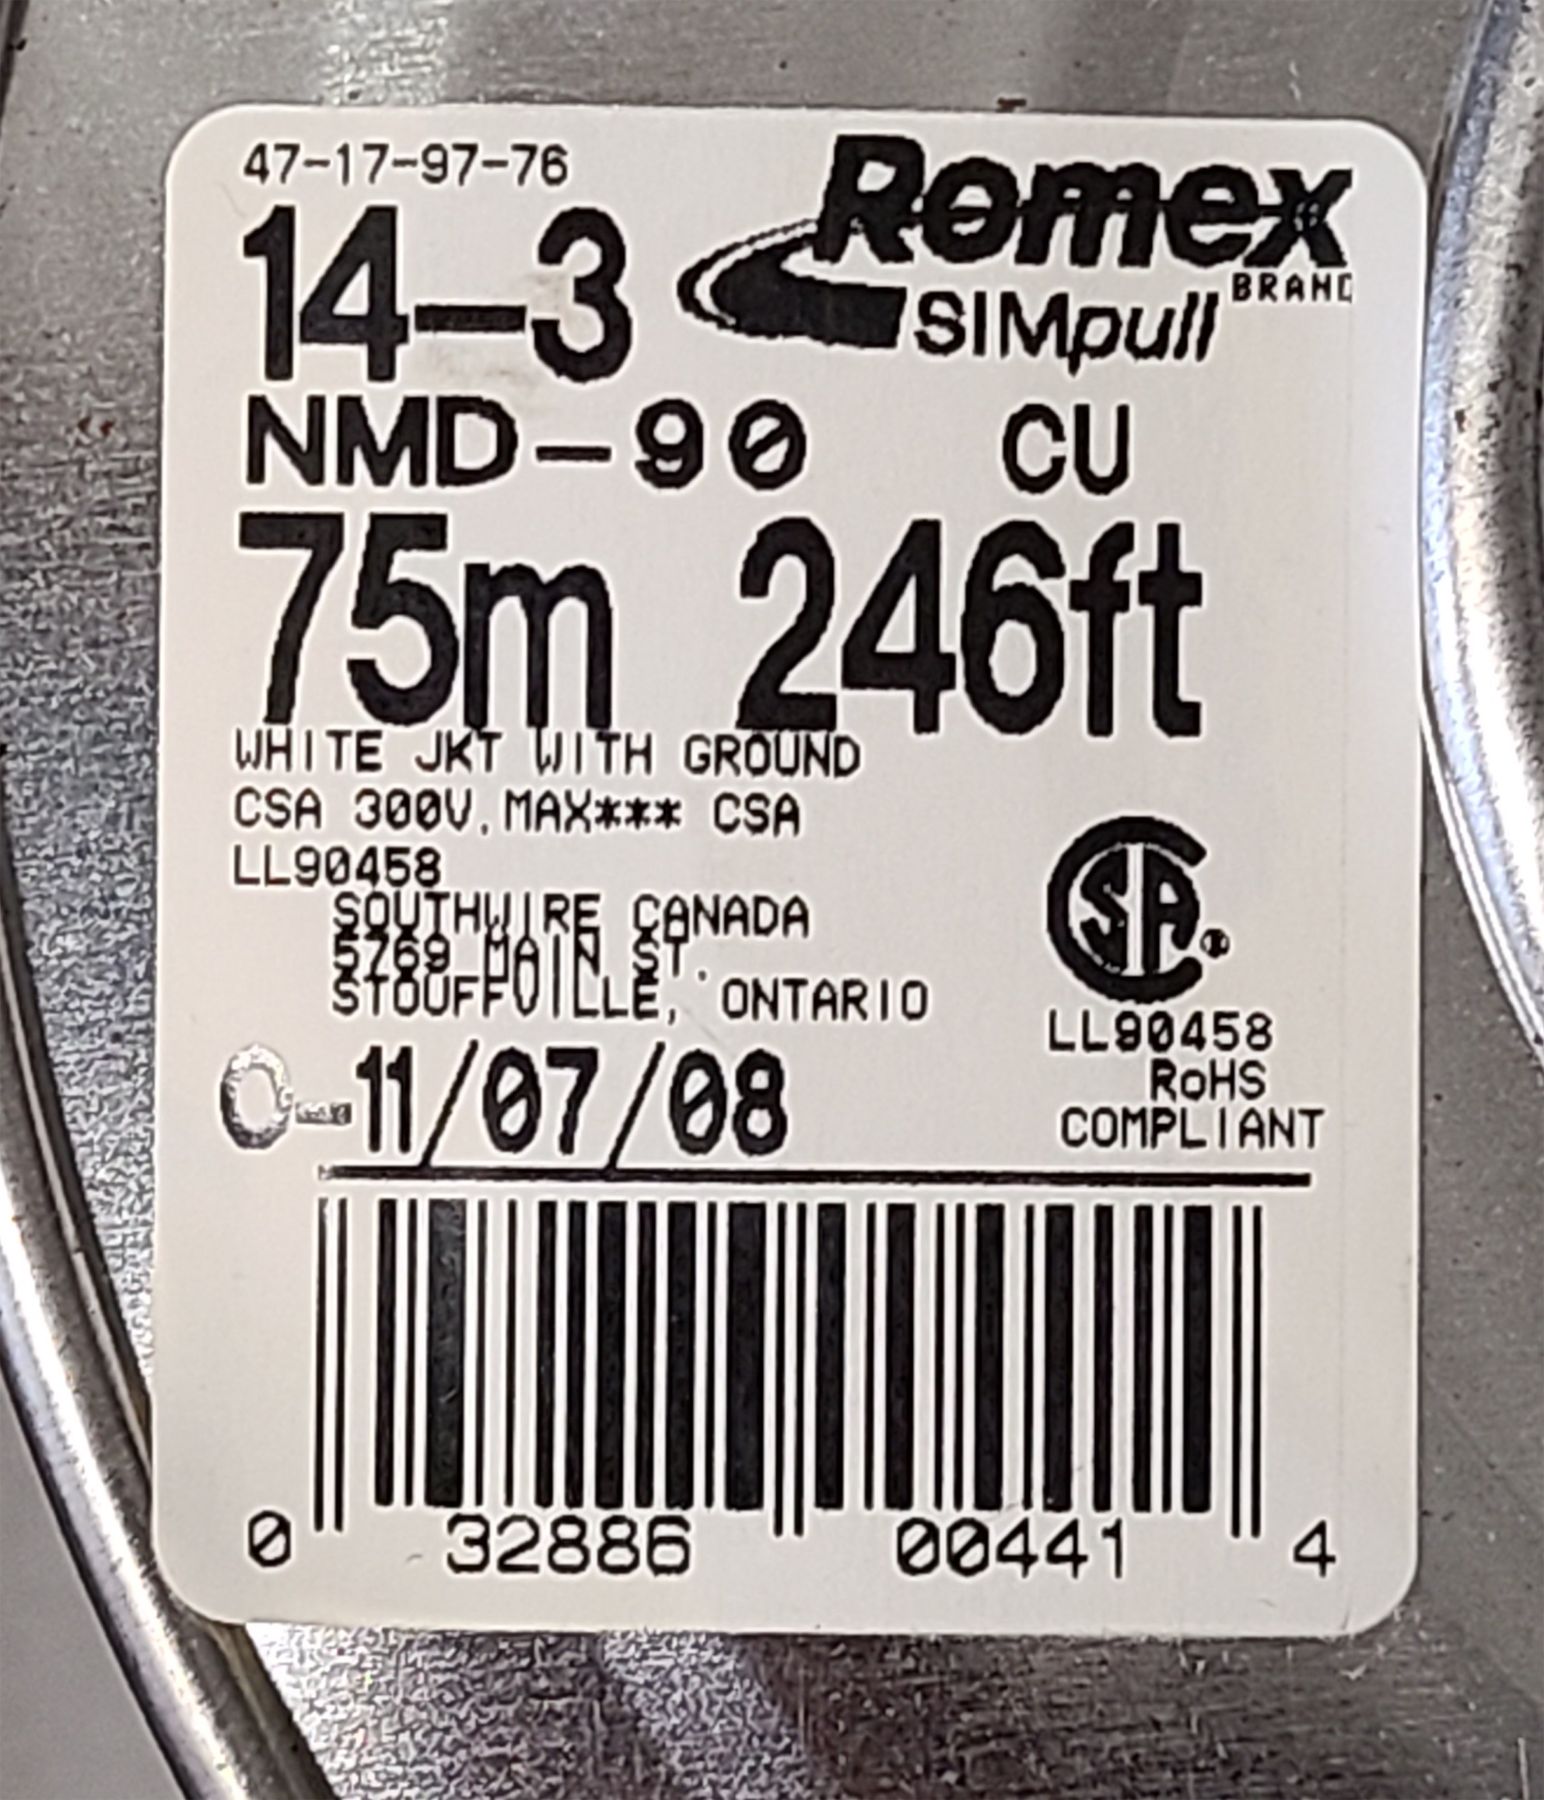 47-17-97-76
Romex
BRAND
SIMpull
14-3
NMD-90 CU
75m 246ft
WHITE JKT WITH GROUND
CSA 300V.MAX*** CSA
LL90458
SOUTHWIRE CANADA
5769 MAIN ST.
STOUFFVILLE, ONTARIO
SA
LL90458
RoHS
COMPLIANT
O-11/07/08
0 32886 00441 4